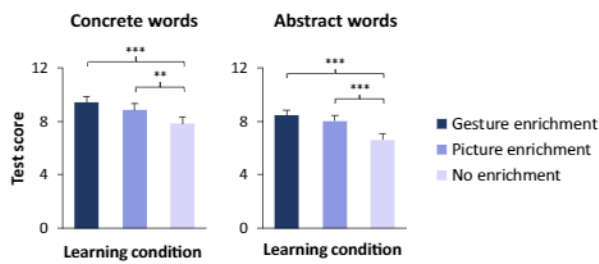 Concrete words
Abstract words
***
**
***
***
12
8
4
0
12
8
4
0
Test score
Gesture enrichment
Picture enrichment
No enrichment
Learning condition
Learning condition